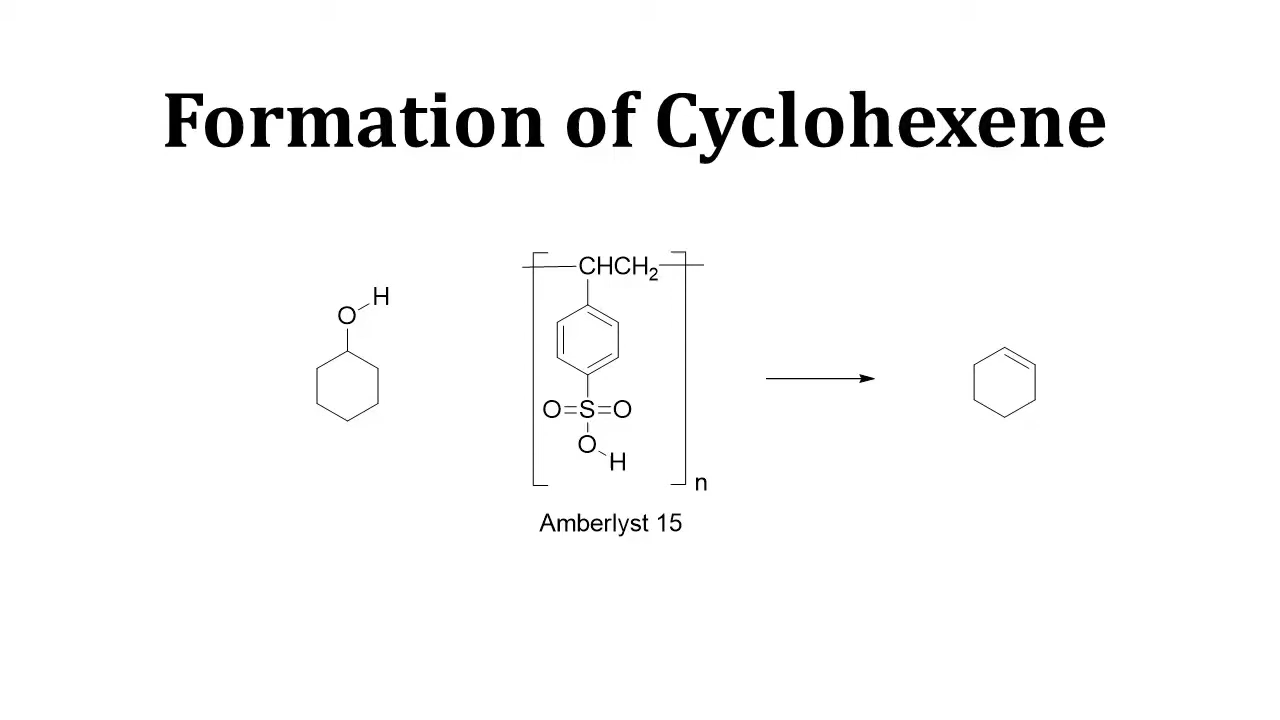 Formation of Cyclohexene
CHCH₂
H
O
O=S=O
O
H
n
Amberlyst 15